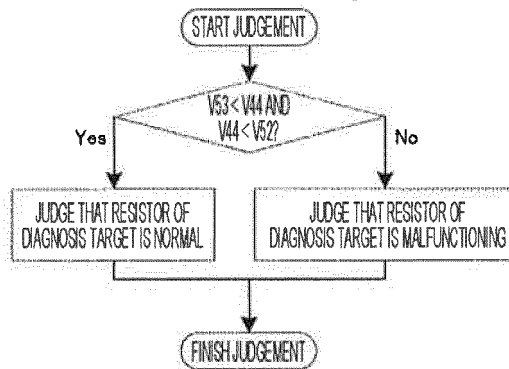 START JUDGEMENT
V53 < V44 AND
V44 < V52?
Yes
No
JUDGE THAT RESISTOR OF
DIAGNOSIS TARGET IS NORMAL
JUDGE THAT RESISTOR OF
DIAGNOSIS TARGET IS MALFUNCTIONING
FINISH JUDGEMENT